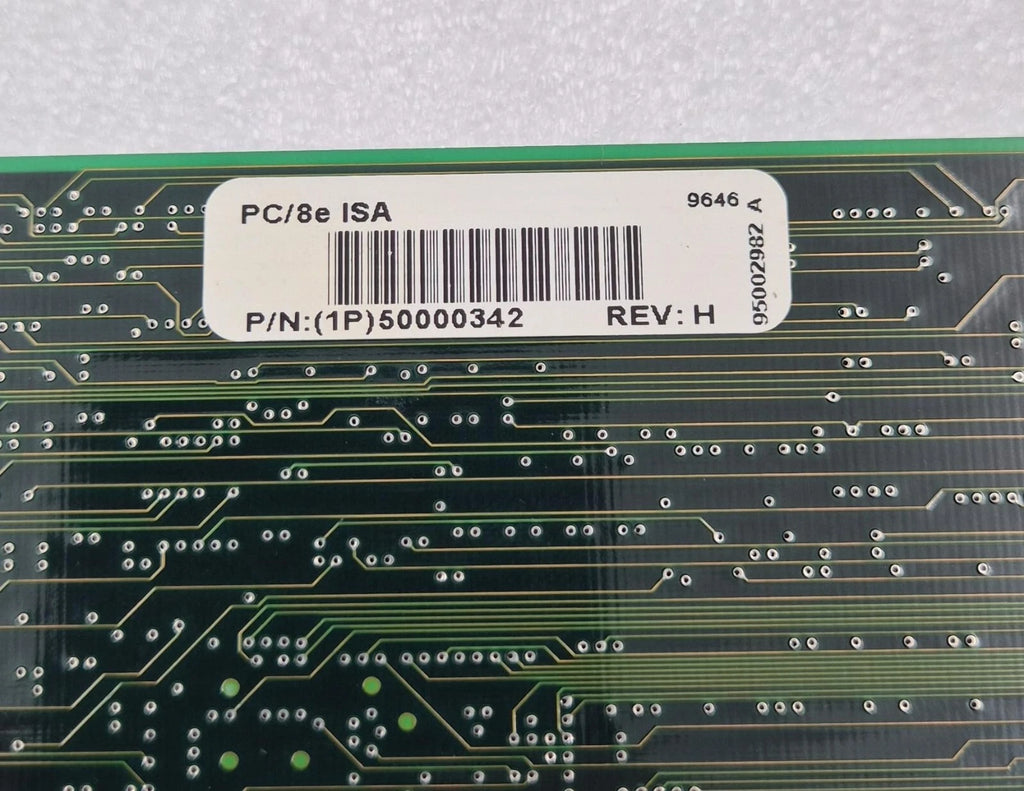 PC/8e ISA
9646
95002982 A
P/N:(1P)50000342
REV: H